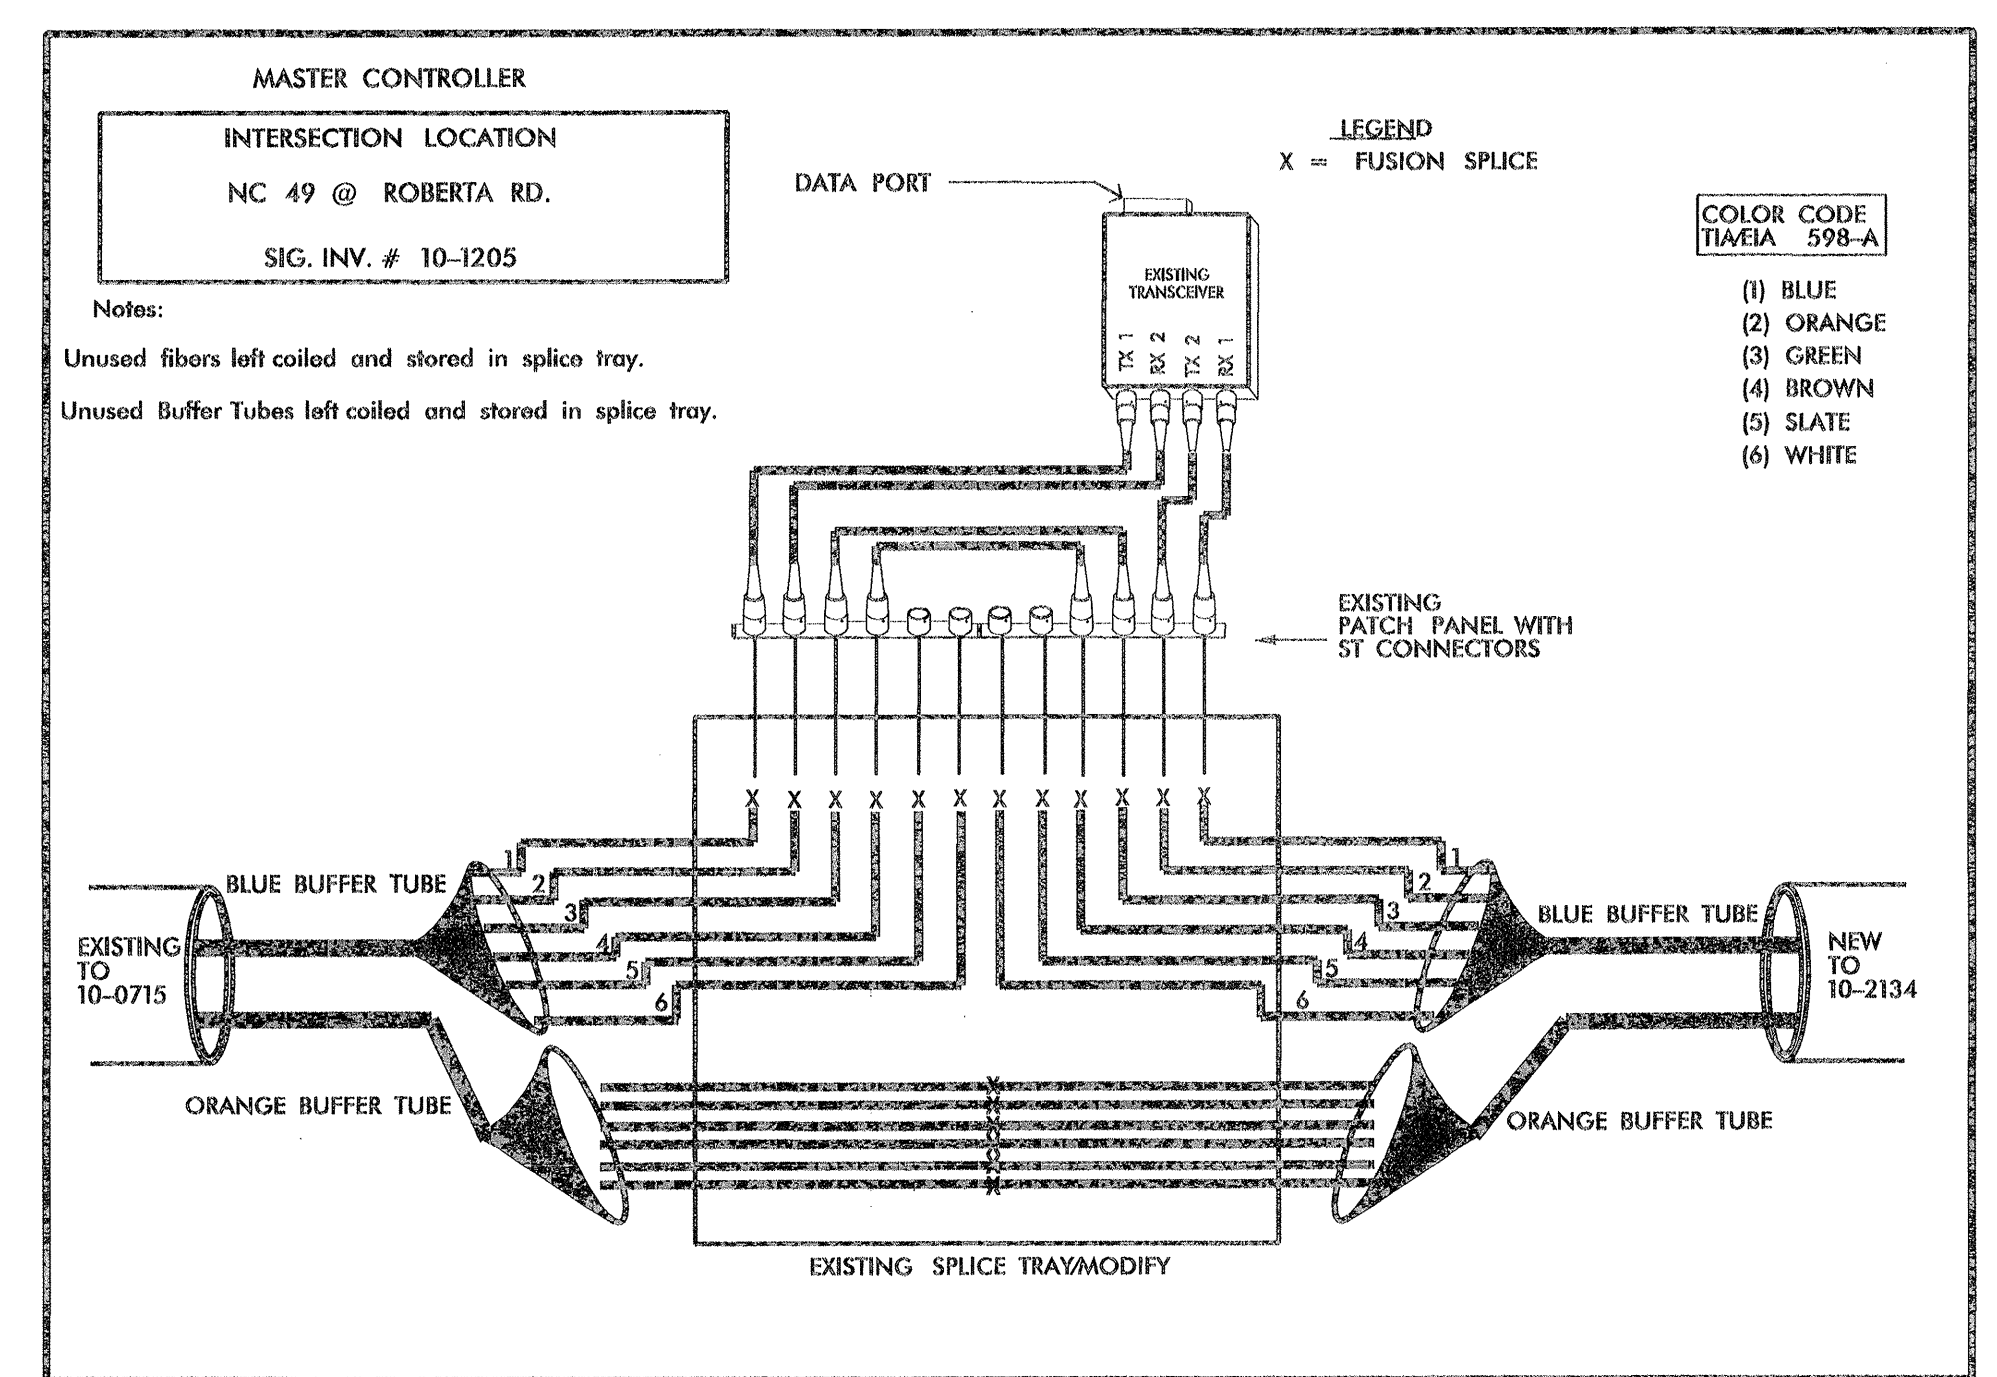 MASTER CONTROLLER
INTERSECTION LOCATION
NC 49 @ ROBERTA RD.
SIG. INV. # 10-1205
Notes:
Unused fibers left coiled and stored in splice tray.
Unused Buffer Tubes left coiled and stored in splice tray.
LEGEND
X = FUSION SPLICE
DATA PORT
COLOR CODE
TIA/EIA 598-A
(1) BLUE
(2) ORANGE
(3) GREEN
(4) BROWN
(5) SLATE
(6) WHITE
EXISTING
TRANSCEIVER
TX 1
RX 2
TX 2
RX 1
EXISTING
PATCH PANEL WITH
ST CONNECTORS
X X X X X X X X X X X X
1
2
3
4
5
6
1
2
3
4
5
6
BLUE BUFFER TUBE
EXISTING
TO
10-0715
ORANGE BUFFER TUBE
BLUE BUFFER TUBE
NEW
TO
10-2134
ORANGE BUFFER TUBE
X
X
X
X
X
X
EXISTING SPLICE TRAY/MODIFY